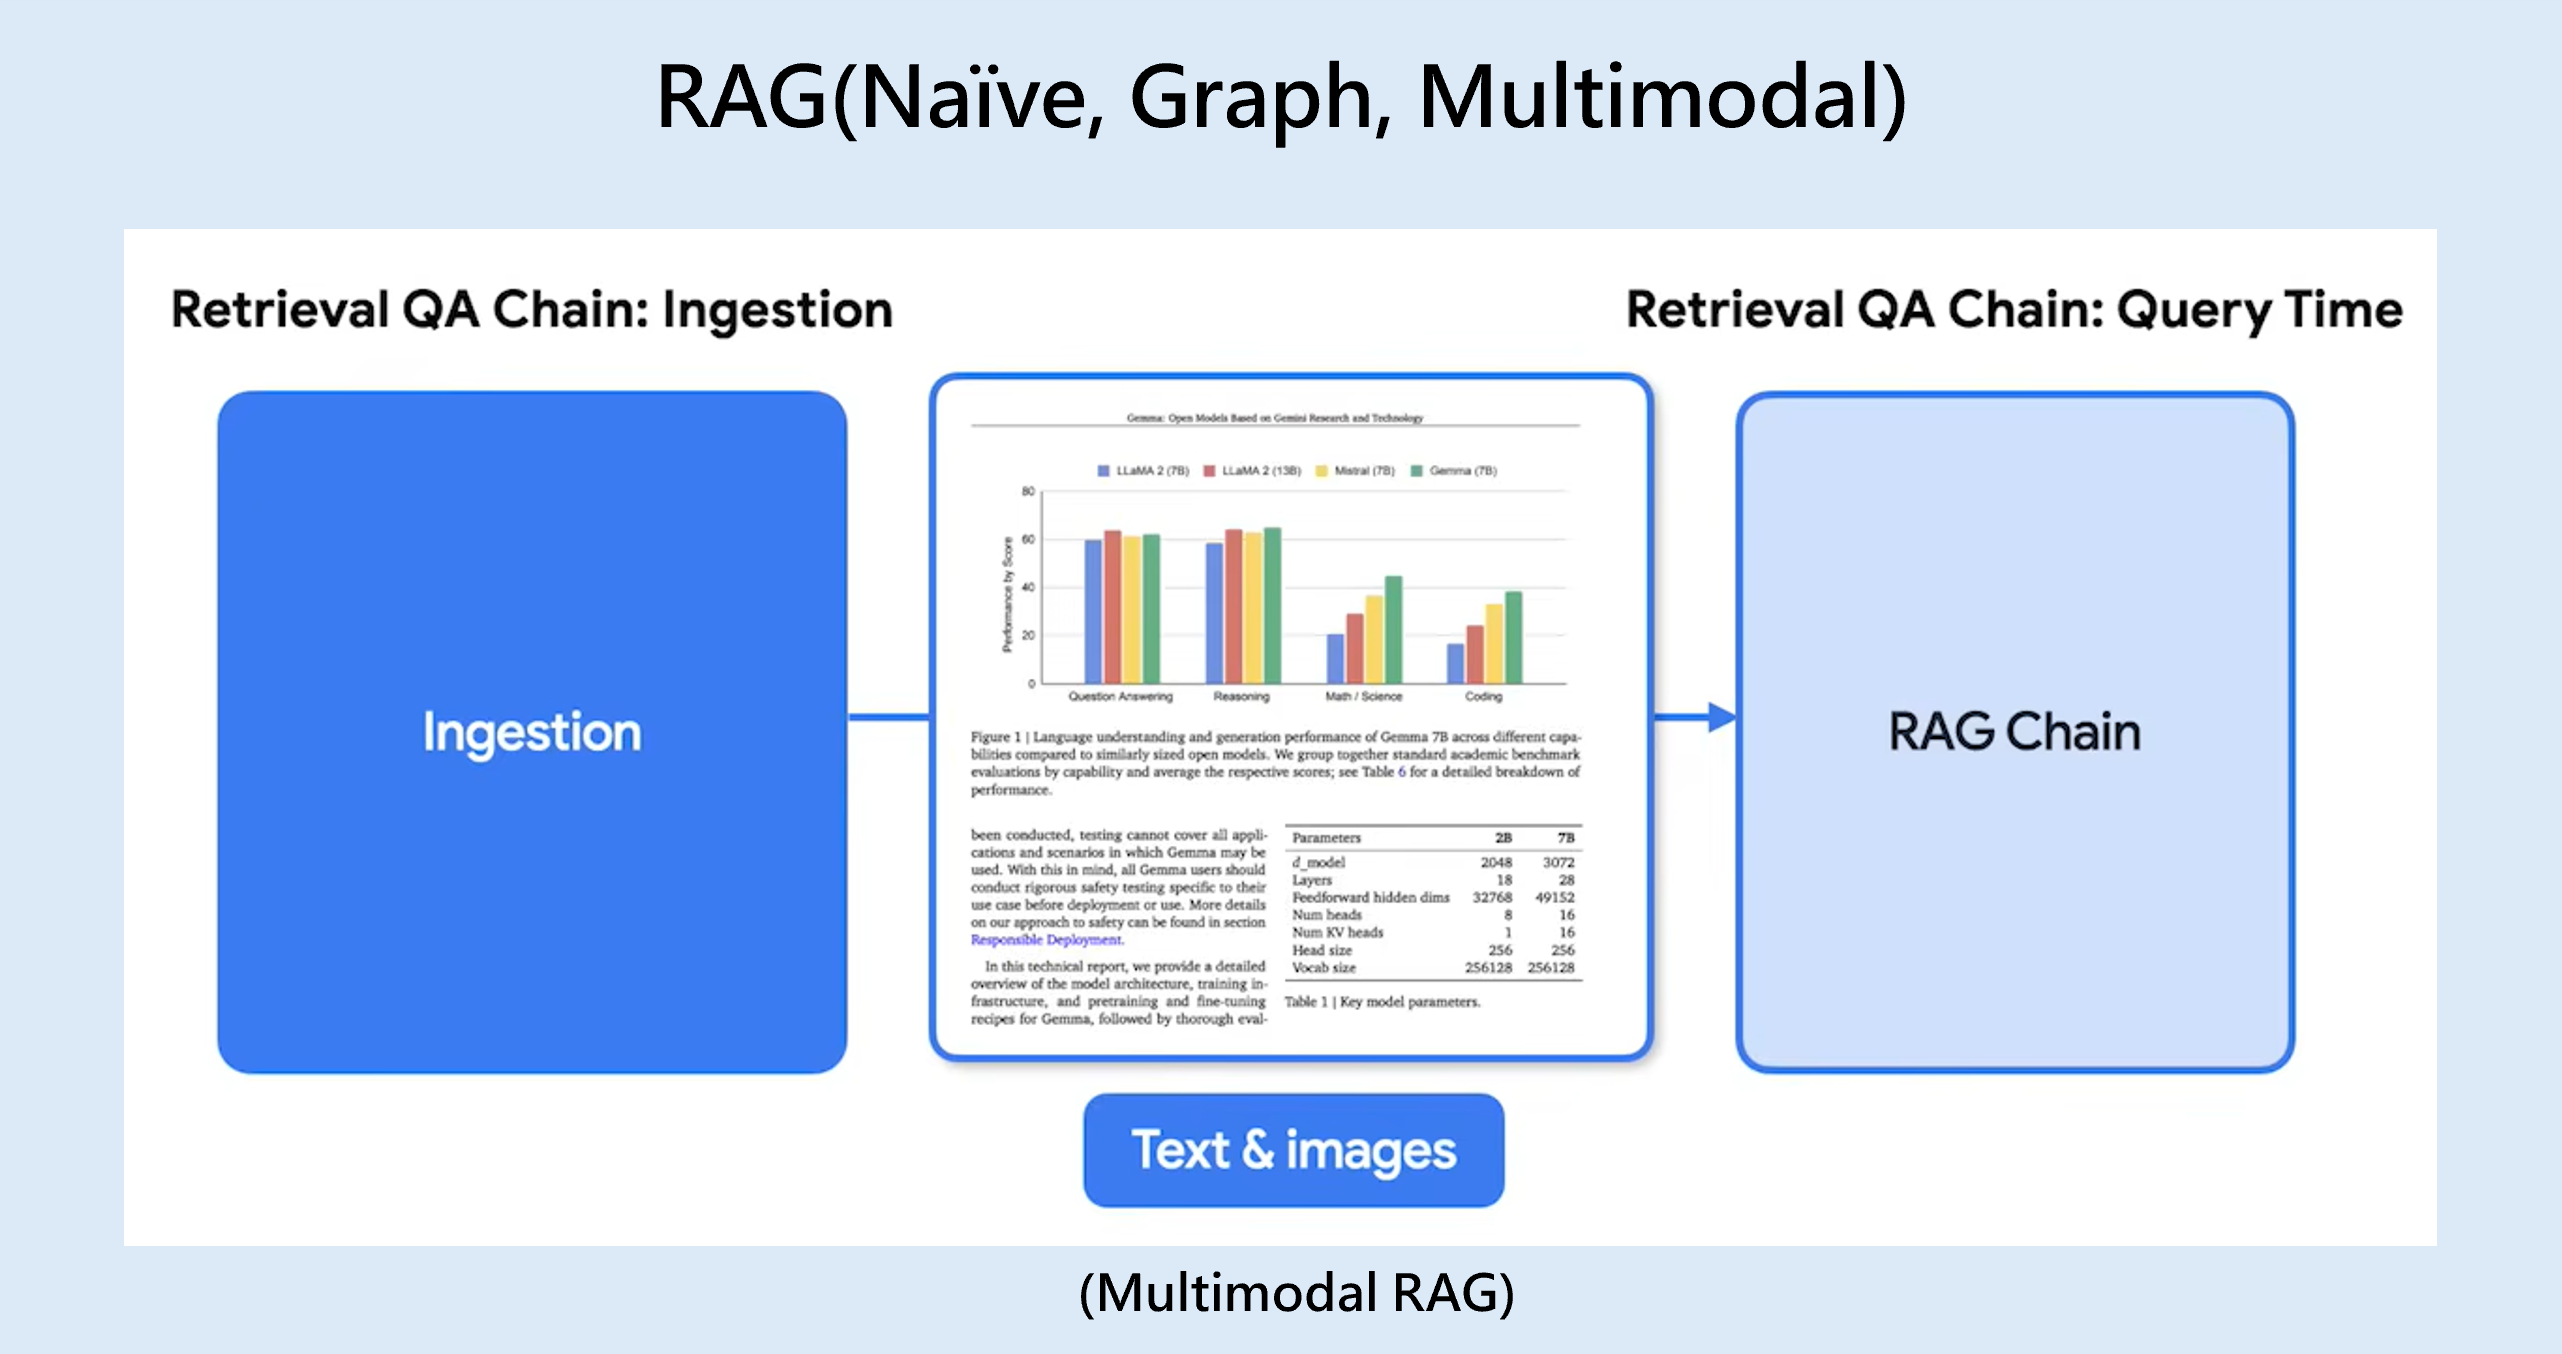 RAG(Naïve, Graph, Multimodal)
Retrieval QA Chain: Ingestion
Retrieval QA Chain: Query Time
Ingestion
Gemma: Open Models Based on Gemini Research and Technology
LLaMA 2 (7B) LLaMA 2 (13B) Mistral (7B) Gemma (7B)
Performance by Score
80
60
40
20
0
Question Answering Reasoning Math / Science Coding
Figure 1 | Language understanding and generation performance of Gemma 7B across different capa-
bilities compared to similarly sized open models. We group together standard academic benchmark
evaluations by capability and average the respective scores; see Table 6 for a detailed breakdown of
performance.
been conducted, testing cannot cover all appli-
cations and scenarios in which Gemma may be
used. With this in mind, all Gemma users should
conduct rigorous safety testing specific to their
use case before deployment or use. More details
on our approach to safety can be found in section
Responsible Deployment.
In this technical report, we provide a detailed
overview of the model architecture, training in-
frastructure, and pretraining and fine-tuning
recipes for Gemma, followed by thorough eval-
Parameters 2B 7B
d_model 2048 3072
Layers 18 28
Feedforward hidden dims 32768 49152
Num heads 8 16
Num KV heads 1 16
Head size 256 256
Vocab size 256128 256128
Table 1 | Key model parameters.
RAG Chain
Text & images
(Multimodal RAG)